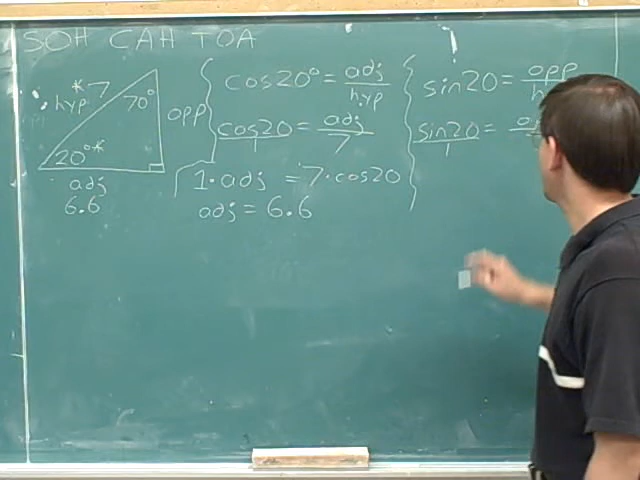 SOH CAH TOA
* 7
hyp
70°
opp
20° *
adj
6.6
cos20° = adj/hyp
cos20/1 = adj/7
1·adj = 7·cos20
adj = 6.6
sin20 = opp
sin20/1 =